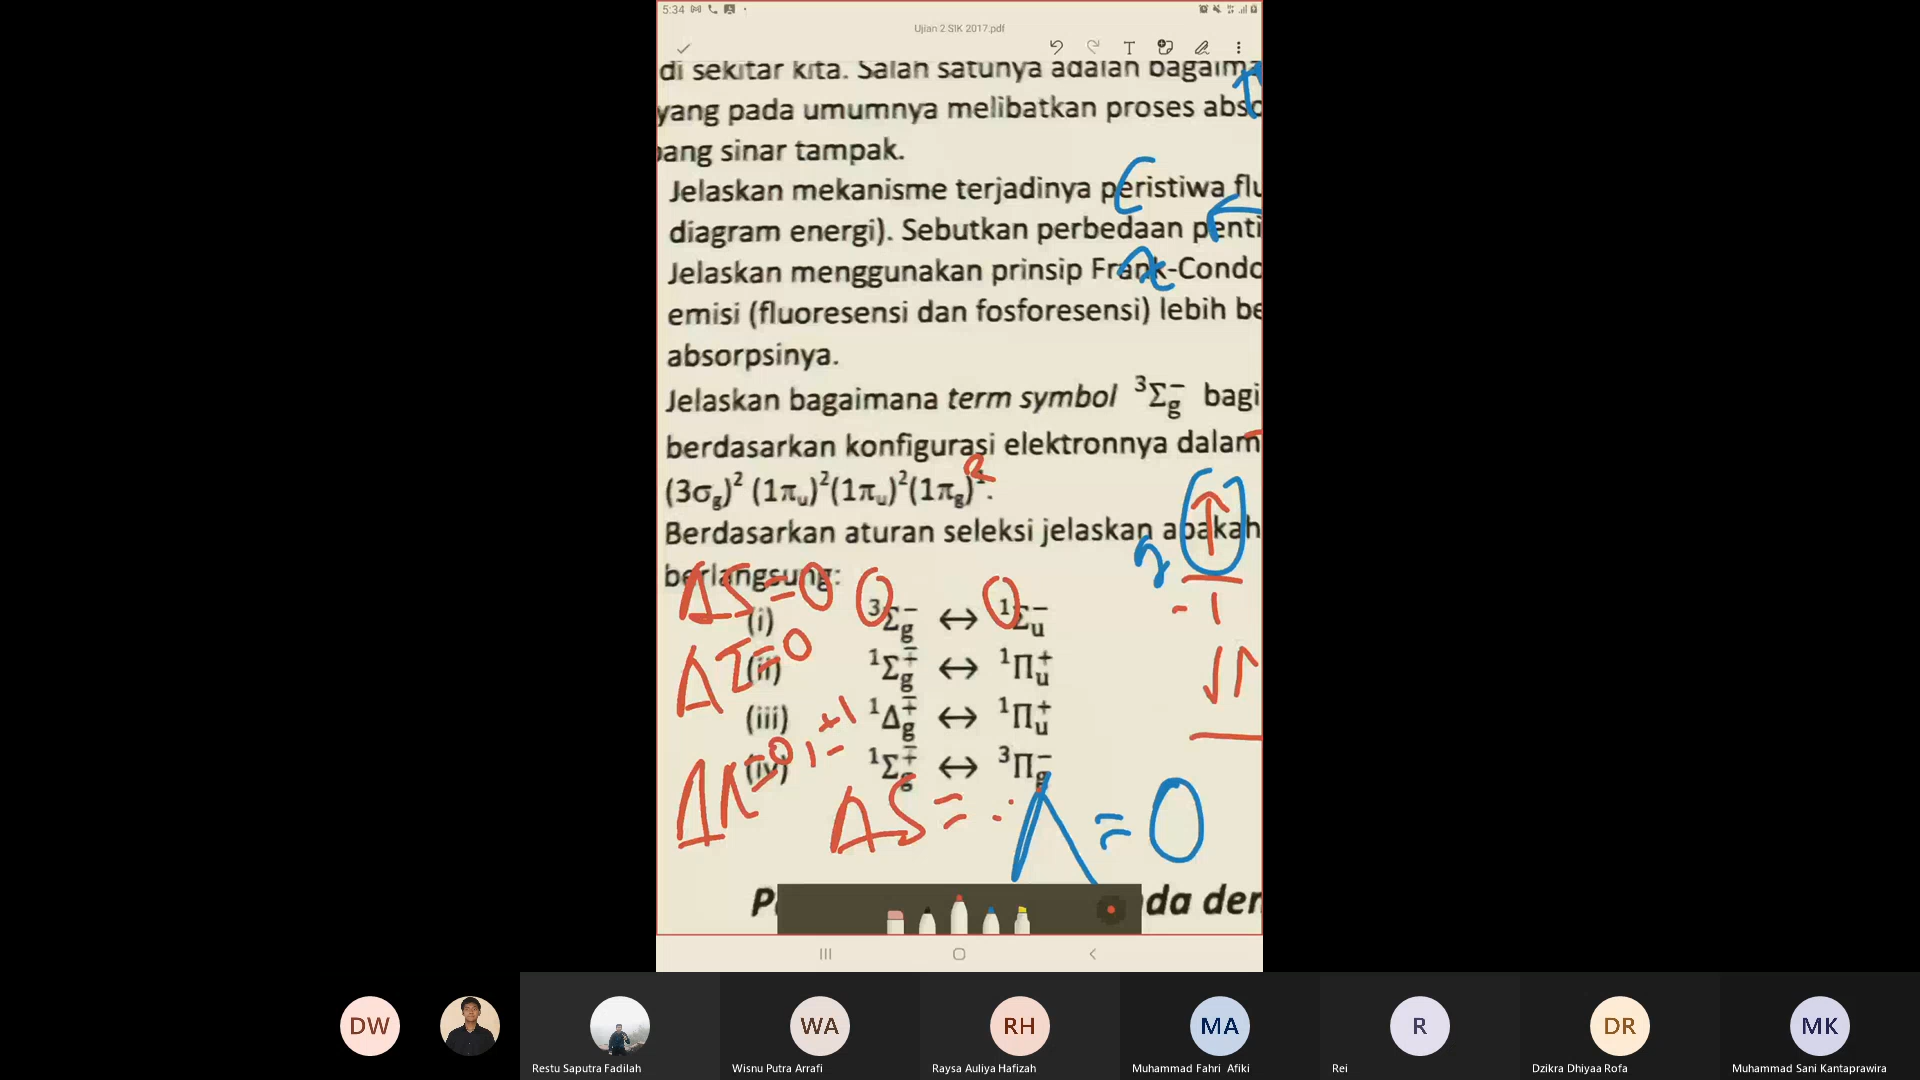 5:34
Ujian 2 SIK 2017.pdf
di sekitar kita. Salah satunya adalah bagaima
yang pada umumnya melibatkan proses abso
bang sinar tampak.
Jelaskan mekanisme terjadinya peristiwa flu
diagram energi). Sebutkan perbedaan penti
Jelaskan menggunakan prinsip Frank-Condo
emisi (fluoresensi dan fosforesensi) lebih be
absorpsinya.
Jelaskan bagaimana term symbol ³Σg⁻ bagi
berdasarkan konfigurasi elektronnya dalam
(3σg)² (1πu)²(1πu)²(1πg)².
Berdasarkan aturan seleksi jelaskan apakah
berlangsung:
ΔS=0
(i) ³Σg⁻ ↔ ¹Σu⁻
-1
ΔΣ=0
(ii) ¹Σg∓ ↔ ¹Πu⁺
(iii) ¹Δg∓ ↔ ¹Πu⁺
(iv) ¹Σg∓ ↔ ³Πg⁻
ΔΛ=0, +1
ΔS =
Λ = 0
da den
DW
WA
RH
MA
R
DR
MK
Restu Saputra Fadilah
Wisnu Putra Arrafi
Raysa Auliya Hafizah
Muhammad Fahri Afiki
Rei
Dzikra Dhiyaa Rofa
Muhammad Sani Kantaprawira